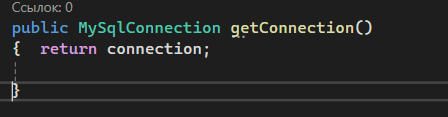 Ссылок: 0
public MySqlConnection getConnection()
{  return connection;
}